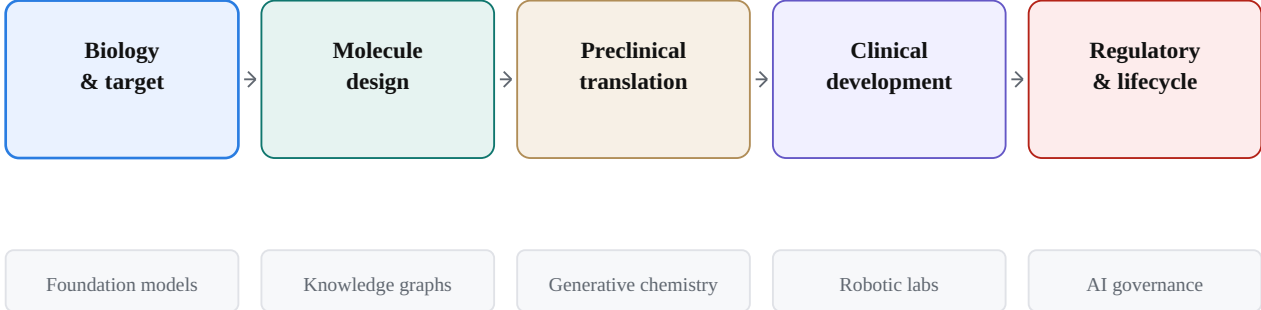 Biology
& target
Molecule
design
Preclinical
translation
Clinical
development
Regulatory
& lifecycle
Foundation models
Knowledge graphs
Generative chemistry
Robotic labs
AI governance